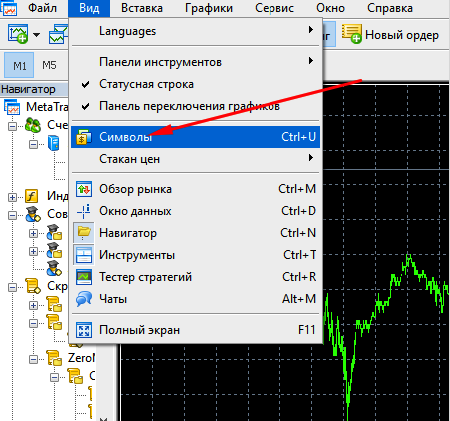 Файл Вид Вставка Графики Сервис Окно Справка
Новый ордер
M1 M5
Навигатор
MetaTra
Сче
Инд
Сов
Скр
ZeroM
C
Languages
Панели инструментов
Статусная строка
Панель переключения графиков
Символы Ctrl+U
Стакан цен
Обзор рынка Ctrl+M
Окно данных Ctrl+D
Навигатор Ctrl+N
Инструменты Ctrl+T
Тестер стратегий Ctrl+R
Чаты Alt+M
Полный экран F11